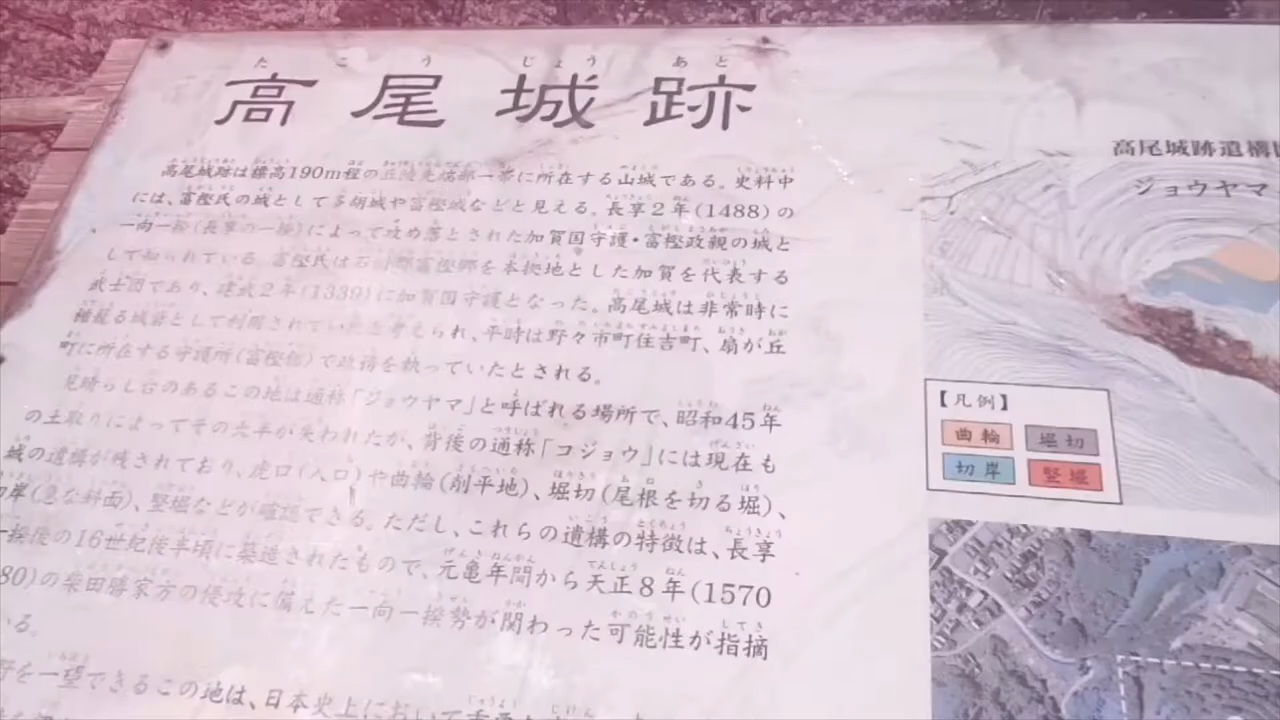 たこうじょうあと
高尾城跡
高尾城跡は標高190m程の丘陵先端部一帯に所在する山城である。史料中
には、富樫氏の城として多胡城や富樫城などと見える。長享2年(1488)の
一向一揆(長享の一揆)によって攻め落とされた加賀国守護・富樫政親の城と
して知られている。富樫氏は石川郡富樫郷を本拠地とした加賀を代表する
武士団であり、建武2年(1339)に加賀国守護となった。高尾城は非常時に
立て籠る城砦として利用されていたと考えられ、平時は野々市町住吉町、扇が丘
町に所在する守護所(富樫館)で政務を執っていたとされる。
見晴らし台のあるこの地は通称「ジョウヤマ」と呼ばれる場所で、昭和45年
の土取りによってその大半が失われたが、背後の通称「コジョウ」には現在も
城の遺構が残されており、虎口(入口)や曲輪(削平地)、堀切(尾根を切る堀)、
切岸(急な斜面)、竪堀などが確認できる。ただし、これらの遺構の特徴は、長享
一揆後の16世紀後半頃に築造されたもので、元亀年間から天正8年(1570
80)の柴田勝家方の侵攻に備えた一向一揆勢が関わった可能性が指摘
いる。
野を一望できるこの地は、日本史上において
高尾城跡遺構
ジョウヤマ
【凡例】
曲輪 堀切
切岸 竪堀